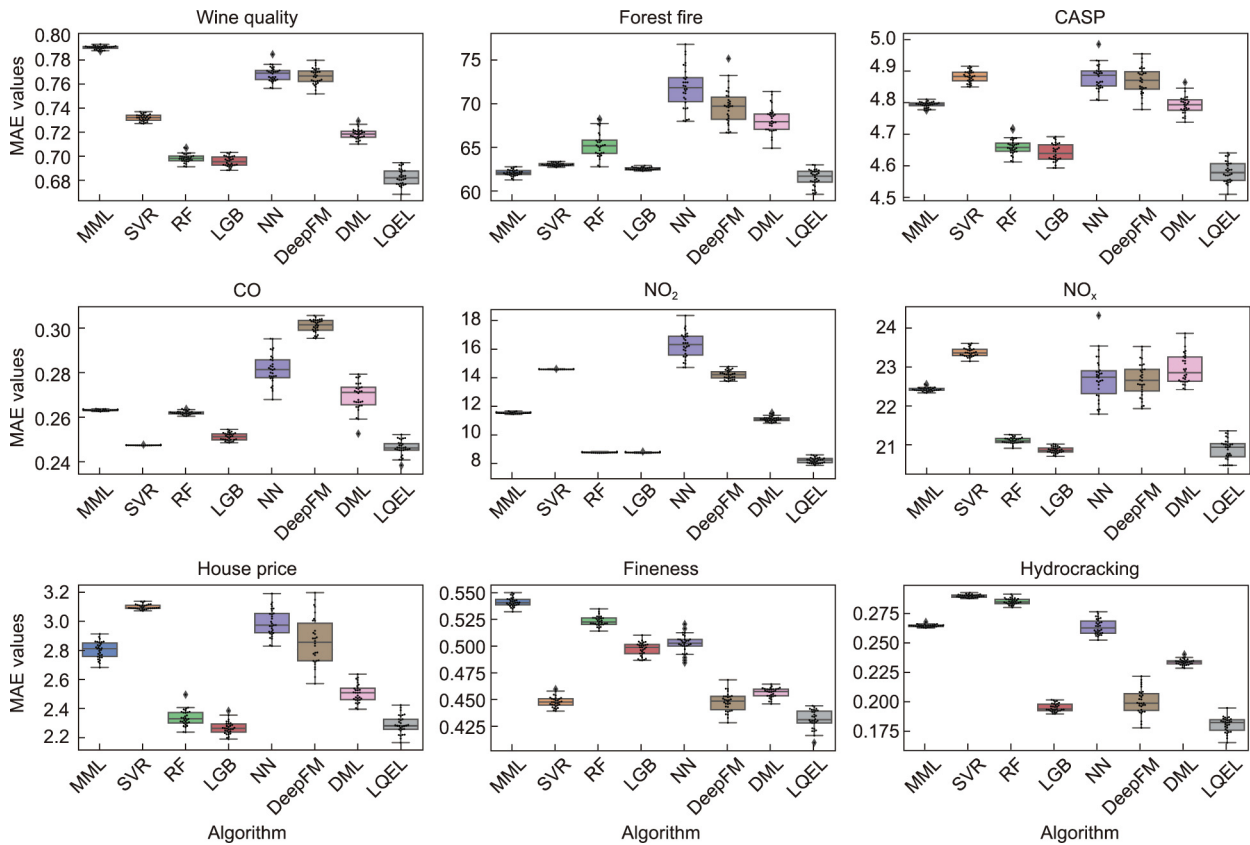 Wine quality
Forest fire
CASP
MAE values
0.80
0.78
0.76
0.74
0.72
0.70
0.68
75
70
65
60
5.0
4.9
4.8
4.7
4.6
4.5
MML SVR RF LGB NN DeepFM DML LQEL
MML SVR RF LGB NN DeepFM DML LQEL
MML SVR RF LGB NN DeepFM DML LQEL
CO
NO2
NOx
MAE values
0.30
0.28
0.26
0.24
18
16
14
12
10
8
24
23
22
21
MML SVR RF LGB NN DeepFM DML LQEL
MML SVR RF LGB NN DeepFM DML LQEL
MML SVR RF LGB NN DeepFM DML LQEL
House price
Fineness
Hydrocracking
MAE values
3.2
3.0
2.8
2.6
2.4
2.2
0.550
0.525
0.500
0.450
0.425
0.275
0.250
0.225
0.200
0.175
MML SVR RF LGB NN DeepFM DML LQEL
MML SVR RF LGB NN DeepFM DML LQEL
MML SVR RF LGB NN DeepFM DML LQEL
Algorithm
Algorithm
Algorithm